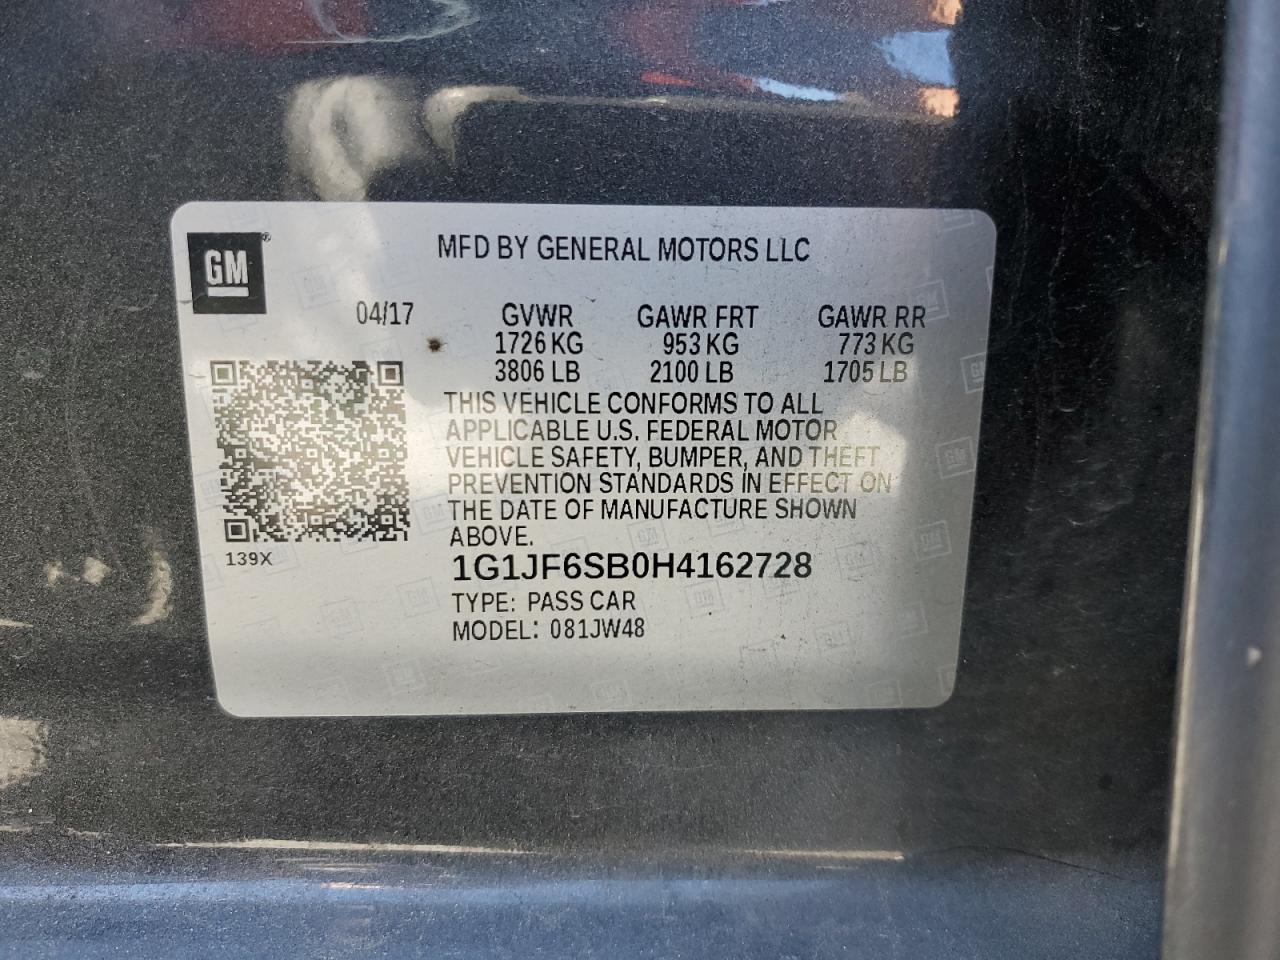 GM®
MFD BY GENERAL MOTORS LLC
04/17 GVWR GAWR FRT GAWR RR
1726 KG 953 KG 773 KG
3806 LB 2100 LB 1705 LB
THIS VEHICLE CONFORMS TO ALL
APPLICABLE U.S. FEDERAL MOTOR
VEHICLE SAFETY, BUMPER, AND THEFT
PREVENTION STANDARDS IN EFFECT ON
THE DATE OF MANUFACTURE SHOWN
ABOVE.
139X
1G1JF6SB0H4162728
TYPE: PASS CAR
MODEL: 081JW48